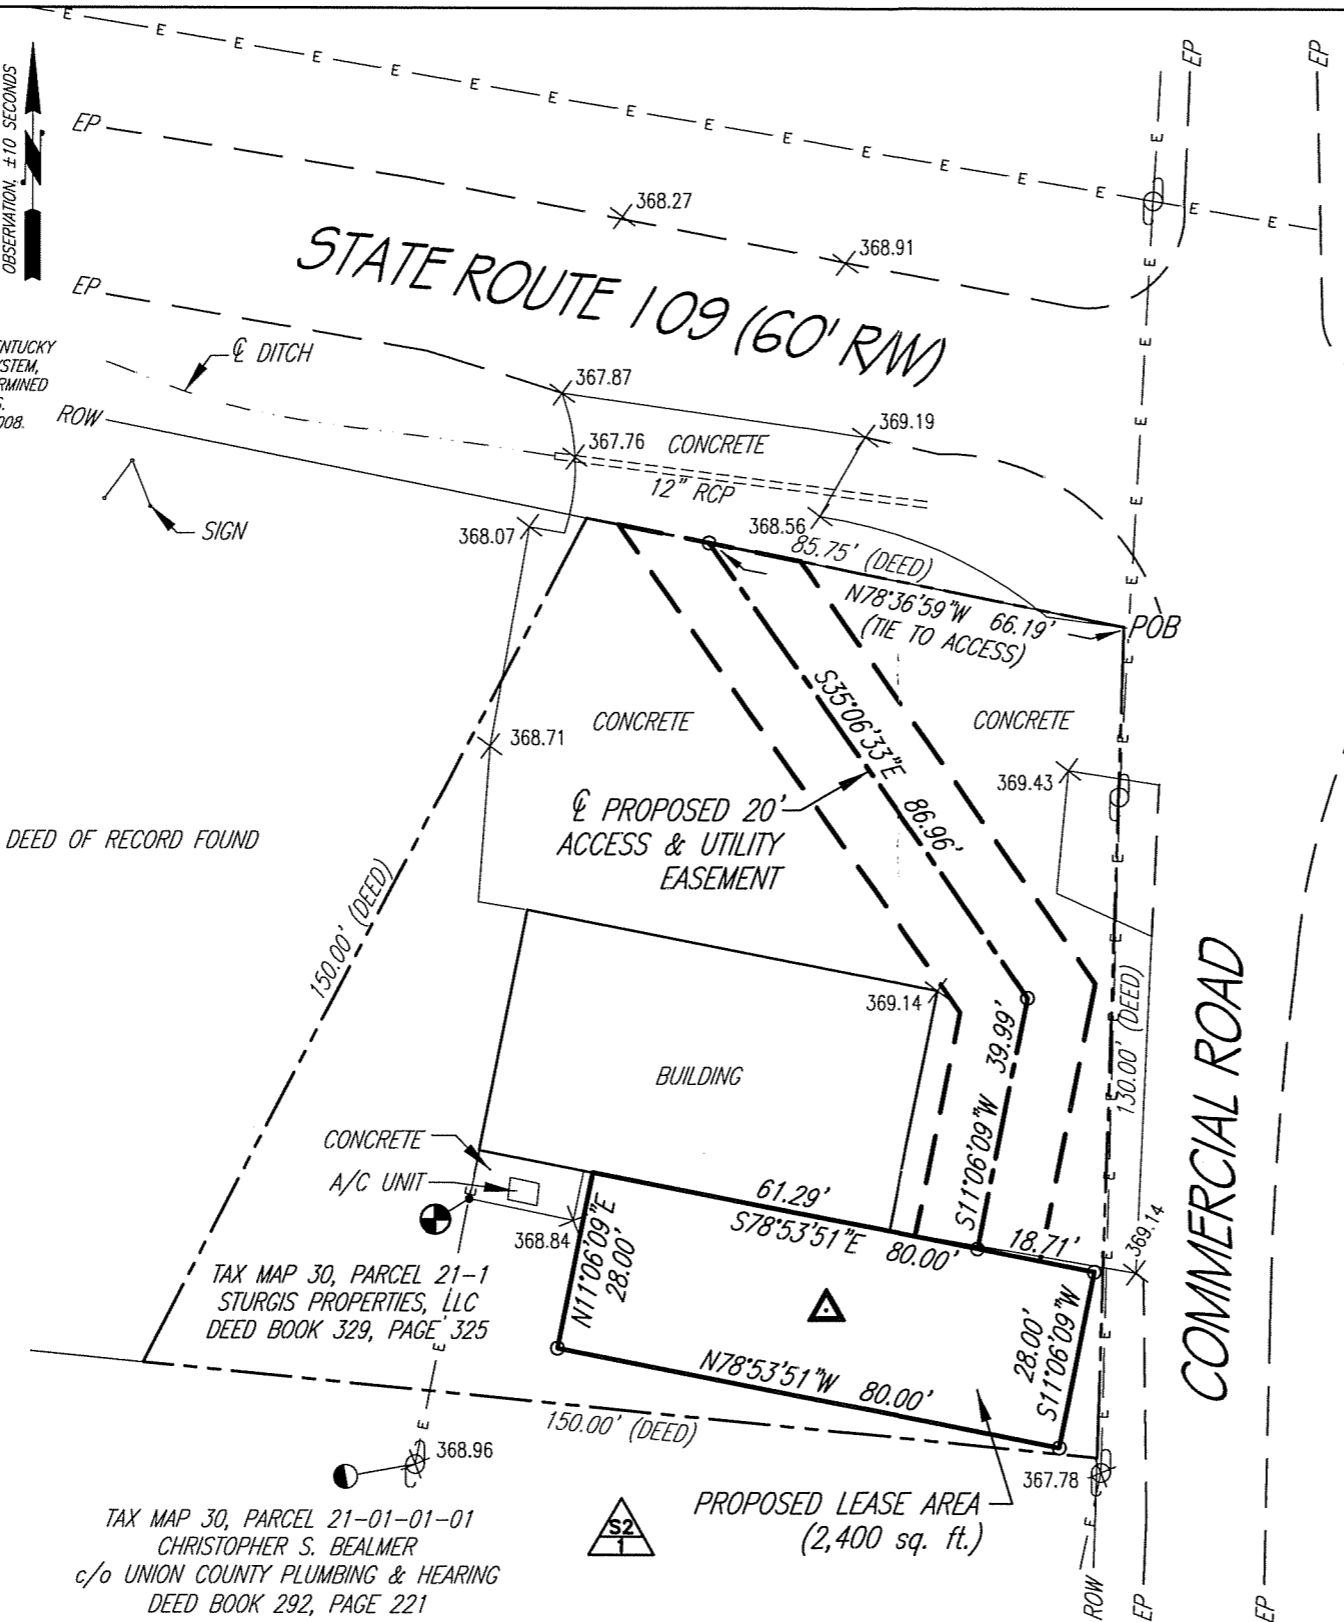 E E E E E E E E E E E E E E E E
EP
EP
OBSERVATION, ±10 SECONDS
N
EP
368.27
368.91
STATE ROUTE 109 (60' R/W)
EP
℄ DITCH
367.87
ROW
369.19
367.76
CONCRETE
12" RCP
SIGN
368.07
368.56
85.75' (DEED)
N78°36'59"W 66.19'
(TIE TO ACCESS)
POB
S35°06'33"E 86.96'
CONCRETE
CONCRETE
368.71
369.43
℄ PROPOSED 20'
ACCESS & UTILITY
EASEMENT
DEED OF RECORD FOUND
150.00' (DEED)
369.14
S11°06'09"W 39.99'
130.00' (DEED)
COMMERCIAL ROAD
BUILDING
CONCRETE
A/C UNIT
61.29'
S78°53'51"E 80.00'
18.71'
369.14
368.84
N11°06'09"E
28.00'
TAX MAP 30, PARCEL 21-1
STURGIS PROPERTIES, LLC
DEED BOOK 329, PAGE 325
N78°53'51"W 80.00'
28.00'
S11°06'09"W
150.00' (DEED)
368.96
367.78
PROPOSED LEASE AREA
(2,400 sq. ft.)
S2
1
TAX MAP 30, PARCEL 21-01-01-01
CHRISTOPHER S. BEALMER
c/o UNION COUNTY PLUMBING & HEARING
DEED BOOK 292, PAGE 221
ROW
EP
EP